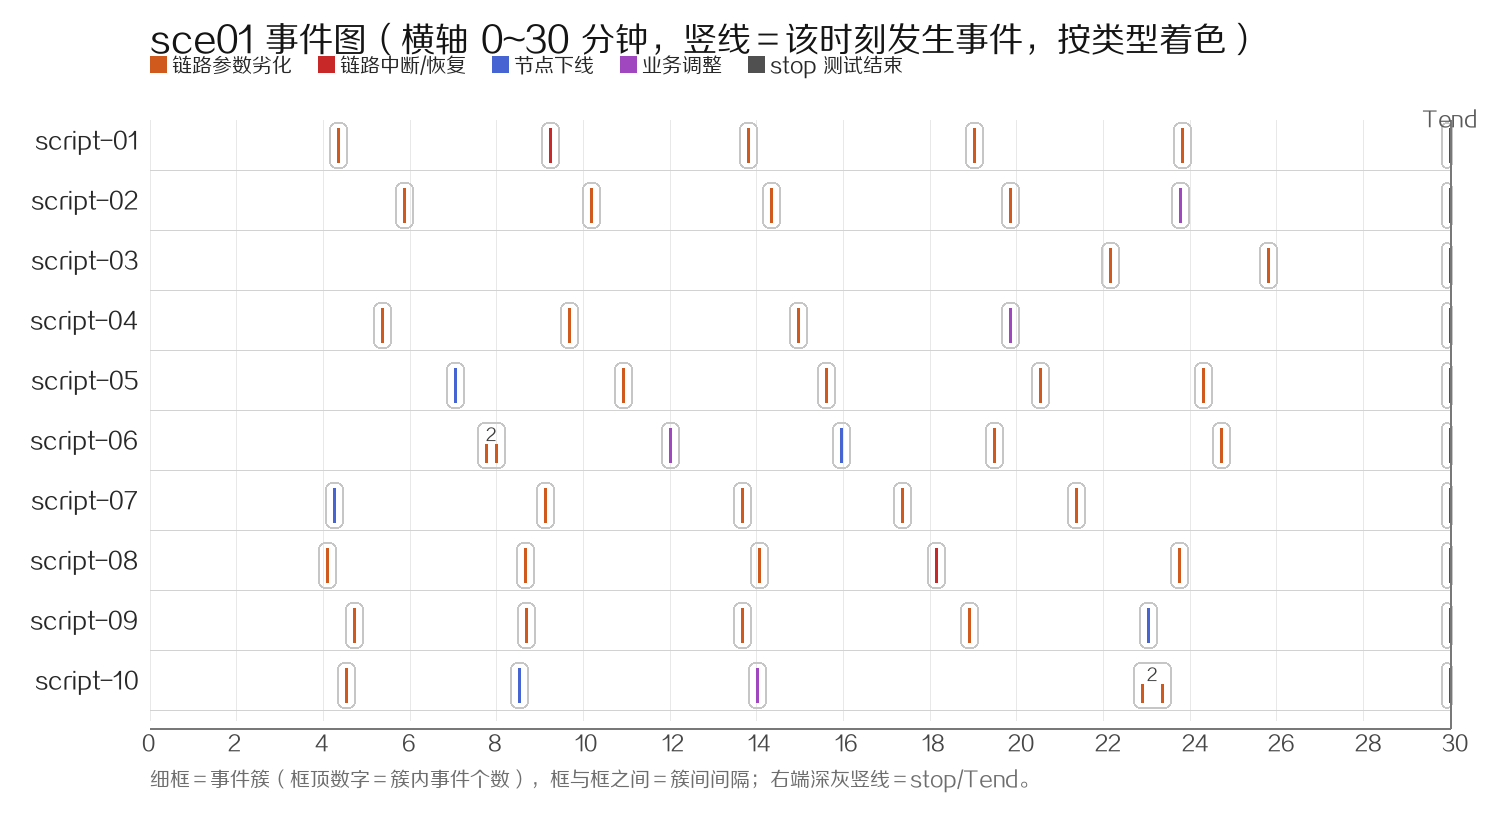 sce01 事件图（横轴 0~30 分钟，竖线＝该时刻发生事件，按类型着色）
链路参数劣化 链路中断/恢复 节点下线 业务调整 stop 测试结束
Tend
script-01
script-02
script-03
script-04
script-05
script-06
2
script-07
script-08
script-09
script-10
2
0 2 4 6 8 10 12 14 16 18 20 22 24 26 28 30
细框＝事件簇（框顶数字＝簇内事件个数），框与框之间＝簇间间隔；右端深灰竖线＝stop/Tend。